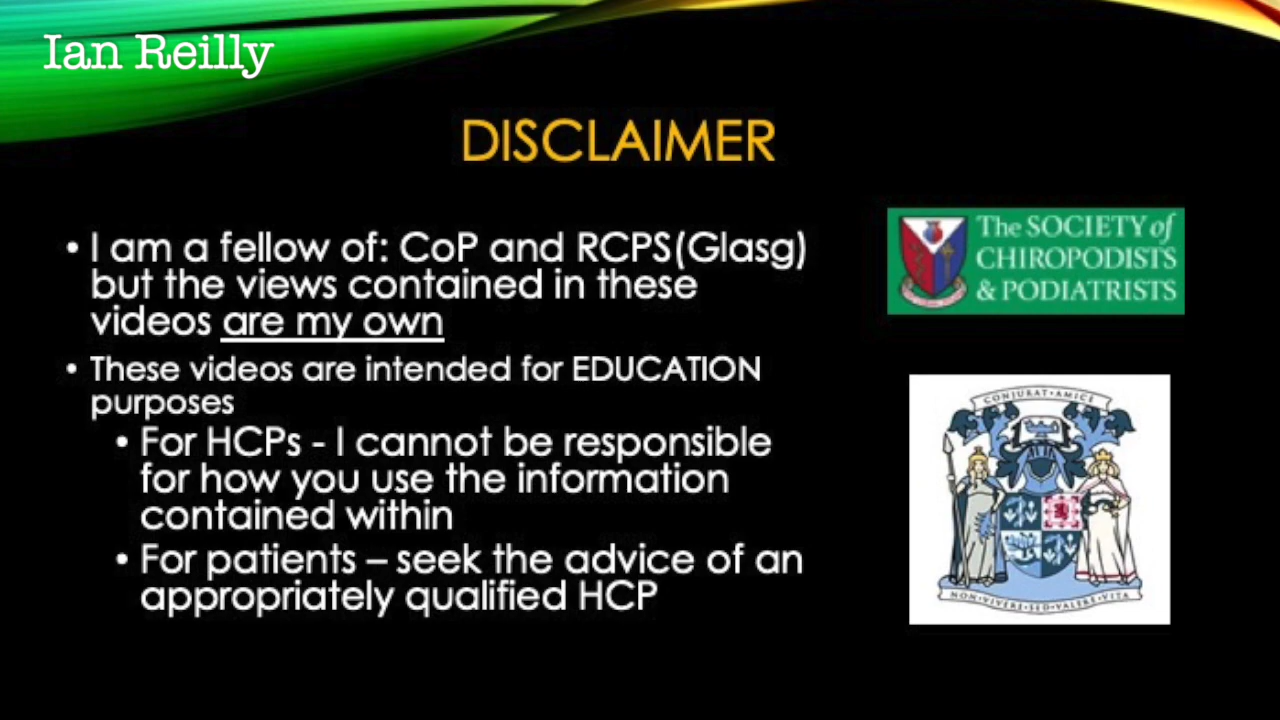 Ian Reilly
DISCLAIMER
• I am a fellow of: CoP and RCPS(Glasg)
but the views contained in these
videos are my own
• These videos are intended for EDUCATION
purposes
• For HCPs - I cannot be responsible
for how you use the information
contained within
• For patients – seek the advice of an
appropriately qualified HCP
The SOCIETY of
CHIROPODISTS
& PODIATRISTS
CONJURAT·AMICE
NON·VIVERE·SED·VALERE·VITA